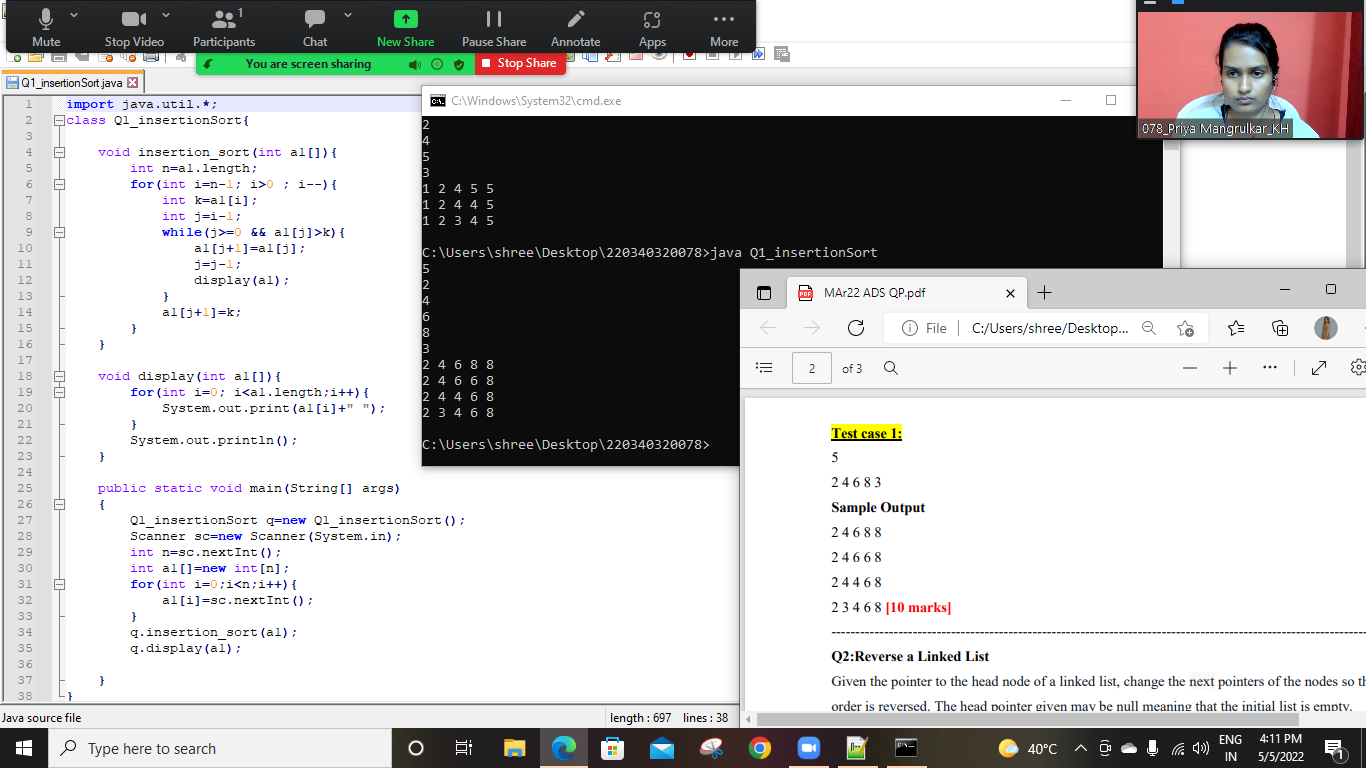 Mute
Stop Video
Participants
1
Chat
New Share
Pause Share
Annotate
Apps
More
You are screen sharing
Stop Share
078_Priya Mangrulkar_KH
Q1_insertionSort.java
1 import java.util.*;
2 class Q1_insertionSort{
3
4 void insertion_sort(int a1[]){
5 int n=a1.length;
6 for(int i=n-1; i>0 ; i--){
7 int k=a1[i];
8 int j=i-1;
9 while(j>=0 && a1[j]>k){
10 a1[j+1]=a1[j];
11 j=j-1;
12 display(a1);
13 }
14 a1[j+1]=k;
15 }
16 }
17
18 void display(int a1[]){
19 for(int i=0; i<a1.length;i++){
20 System.out.print(a1[i]+" ");
21 }
22 System.out.println();
23 }
24
25 public static void main(String[] args)
26 {
27 Q1_insertionSort q=new Q1_insertionSort();
28 Scanner sc=new Scanner(System.in);
29 int n=sc.nextInt();
30 int a1[]=new int[n];
31 for(int i=0;i<n;i++){
32 a1[i]=sc.nextInt();
33 }
34 q.insertion_sort(a1);
35 q.display(a1);
36
37 }
38 }
Java source file
length : 697 lines : 38
C:\Windows\System32\cmd.exe
2
4
5
3
1 2 4 5 5
1 2 4 4 5
1 2 3 4 5
C:\Users\shree\Desktop\220340320078>java Q1_insertionSort
5
2
4
6
8
3
2 4 6 8 8
2 4 6 6 8
2 4 4 6 8
2 3 4 6 8
C:\Users\shree\Desktop\220340320078>
MAr22 ADS QP.pdf
File
C:/Users/shree/Desktop...
2 of 3
Test case 1:
5
2 4 6 8 3
Sample Output
2 4 6 8 8
2 4 6 6 8
2 4 4 6 8
2 3 4 6 8 [10 marks]
Q2:Reverse a Linked List
Given the pointer to the head node of a linked list, change the next pointers of the nodes so
order is reversed. The head pointer given may be null meaning that the initial list is empty.
Type here to search
40°C
ENG
IN
4:11 PM
5/5/2022
1